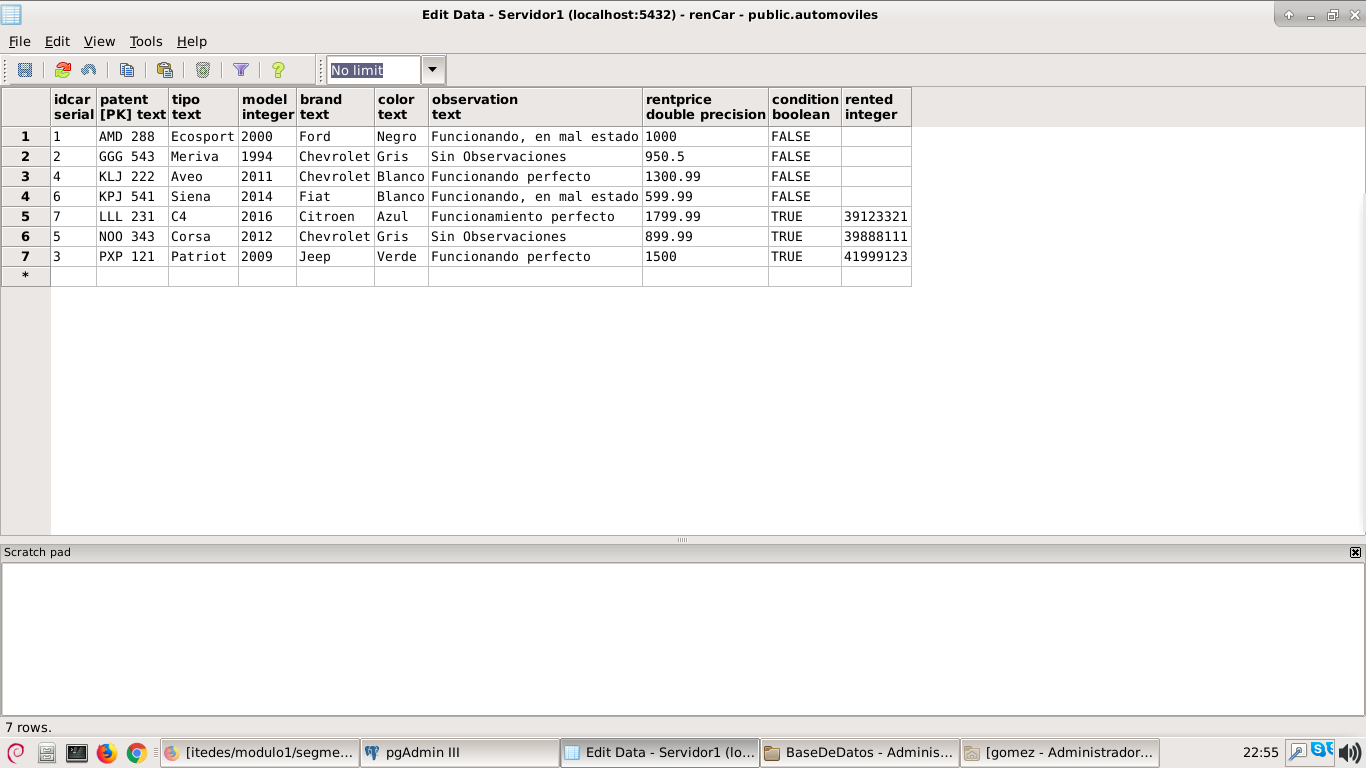 Edit Data - Servidor1 (localhost:5432) - renCar - public.automoviles
File Edit View Tools Help
No limit
idcar patent tipo model brand color observation rentprice condition rented
serial [PK] text text integer text text text double precision boolean integer
1 1 AMD 288 Ecosport 2000 Ford Negro Funcionando, en mal estado 1000 FALSE
2 2 GGG 543 Meriva 1994 Chevrolet Gris Sin Observaciones 950.5 FALSE
3 4 KLJ 222 Aveo 2011 Chevrolet Blanco Funcionando perfecto 1300.99 FALSE
4 6 KPJ 541 Siena 2014 Fiat Blanco Funcionando, en mal estado 599.99 FALSE
5 7 LLL 231 C4 2016 Citroen Azul Funcionamiento perfecto 1799.99 TRUE 39123321
6 5 NOO 343 Corsa 2012 Chevrolet Gris Sin Observaciones 899.99 TRUE 39888111
7 3 PXP 121 Patriot 2009 Jeep Verde Funcionando perfecto 1500 TRUE 41999123
*
Scratch pad
7 rows.
[itedes/modulo1/segme... pgAdmin III Edit Data - Servidor1 (lo... BaseDeDatos - Adminis... [gomez - Administrador... 22:55